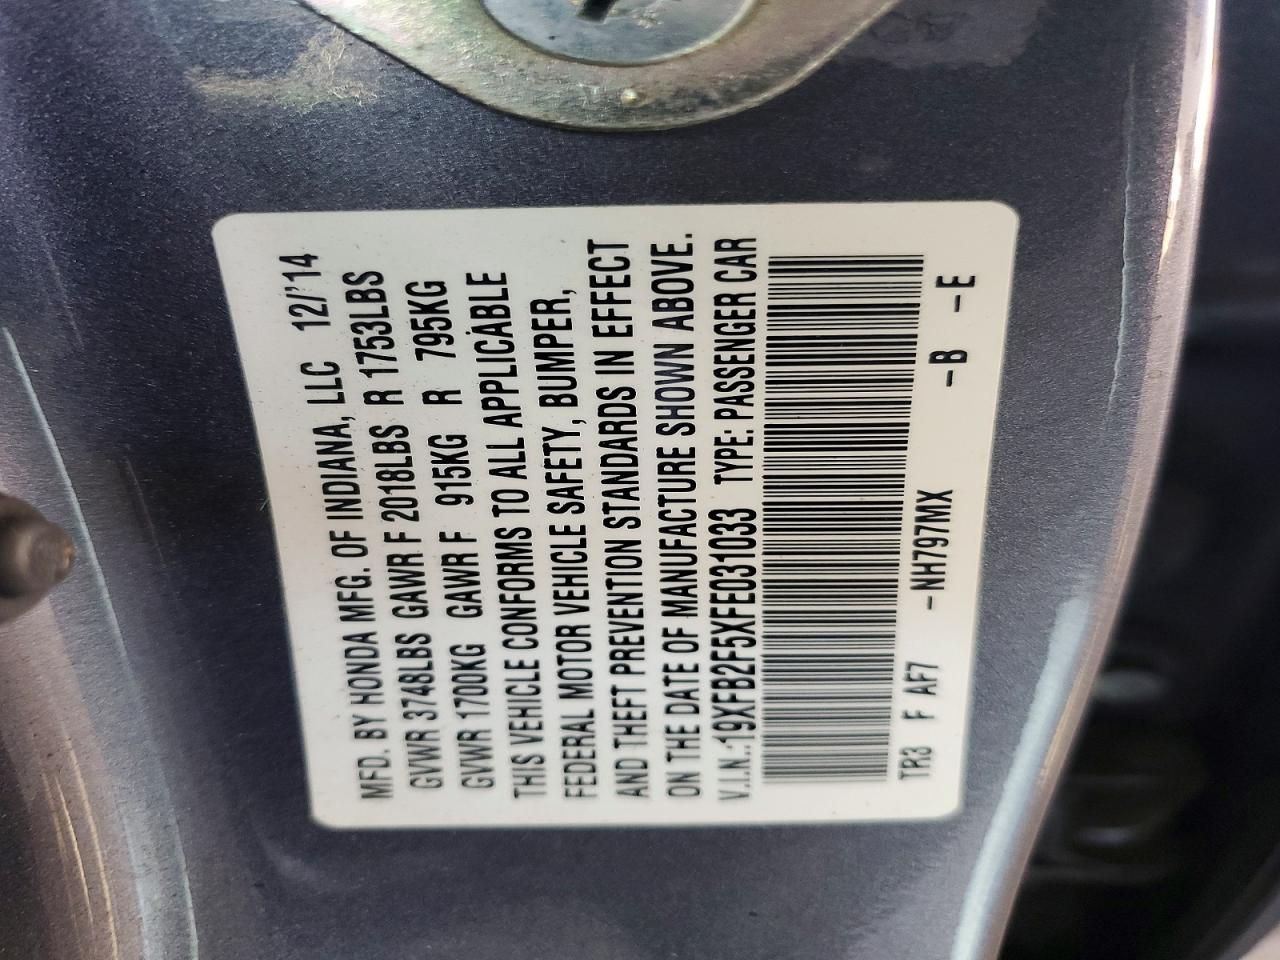 MFD. BY HONDA MFG. OF INDIANA, LLC 12/'14
GVWR 3748LBS GAWR F 2018LBS R 1753LBS
GVWR 1700KG GAWR F 915KG R 795KG
THIS VEHICLE CONFORMS TO ALL APPLICABLE
FEDERAL MOTOR VEHICLE SAFETY, BUMPER,
AND THEFT PREVENTION STANDARDS IN EFFECT
ON THE DATE OF MANUFACTURE SHOWN ABOVE.
V.I.N.:19XFB2F5XFE031033 TYPE: PASSENGER CAR
TR3 F AF7 -NH797MX -B -E